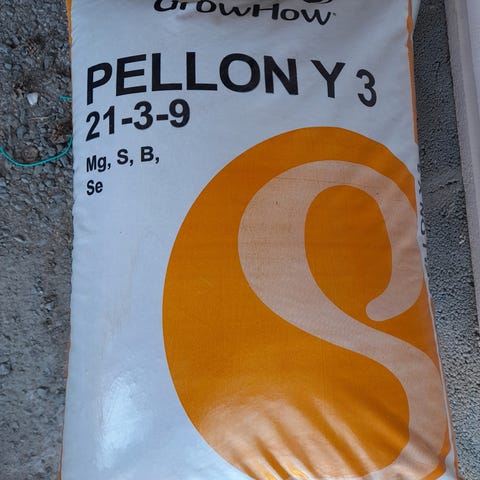 GrowHow
PELLON Y 3
21-3-9
Mg, S, B,
Se